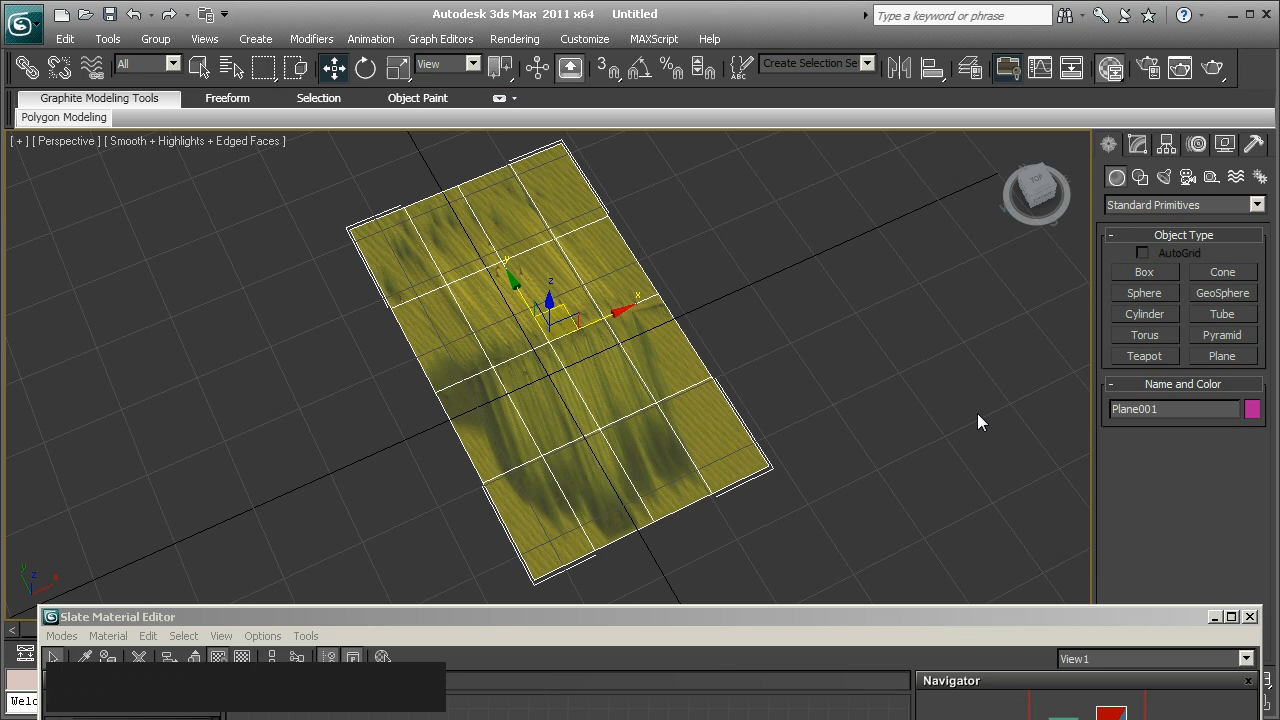 Autodesk 3ds Max 2011 x64 Untitled
Type a keyword or phrase
Edit Tools Group Views Create Modifiers Animation Graph Editors Rendering Customize MAXScript Help
All
View
3
Create Selection Se
Graphite Modeling Tools Freeform Selection Object Paint
Polygon Modeling
[ + ] [ Perspective ] [ Smooth + Highlights + Edged Faces ]
TOP
Standard Primitives
- Object Type
AutoGrid
Box Cone
Sphere GeoSphere
Cylinder Tube
Torus Pyramid
Teapot Plane
- Name and Color
Plane001
y
z
x
y
z
x
Slate Material Editor
Modes Material Edit Select View Options Tools
View1
Navigator
Welc